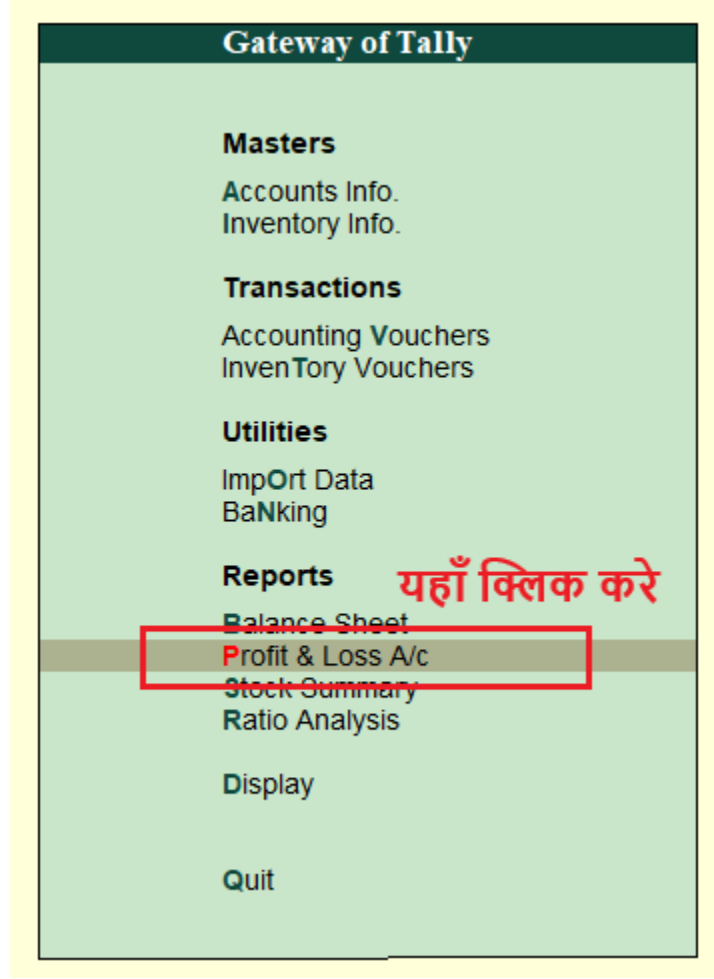 Gateway of Tally
Masters
Accounts Info.
Inventory Info.
Transactions
Accounting Vouchers
InvenTory Vouchers
Utilities
ImpOrt Data
BaNking
Reports
यहाँ क्लिक करे
Balance Sheet
Profit & Loss A/c
Stock Summary
Ratio Analysis
Display
Quit